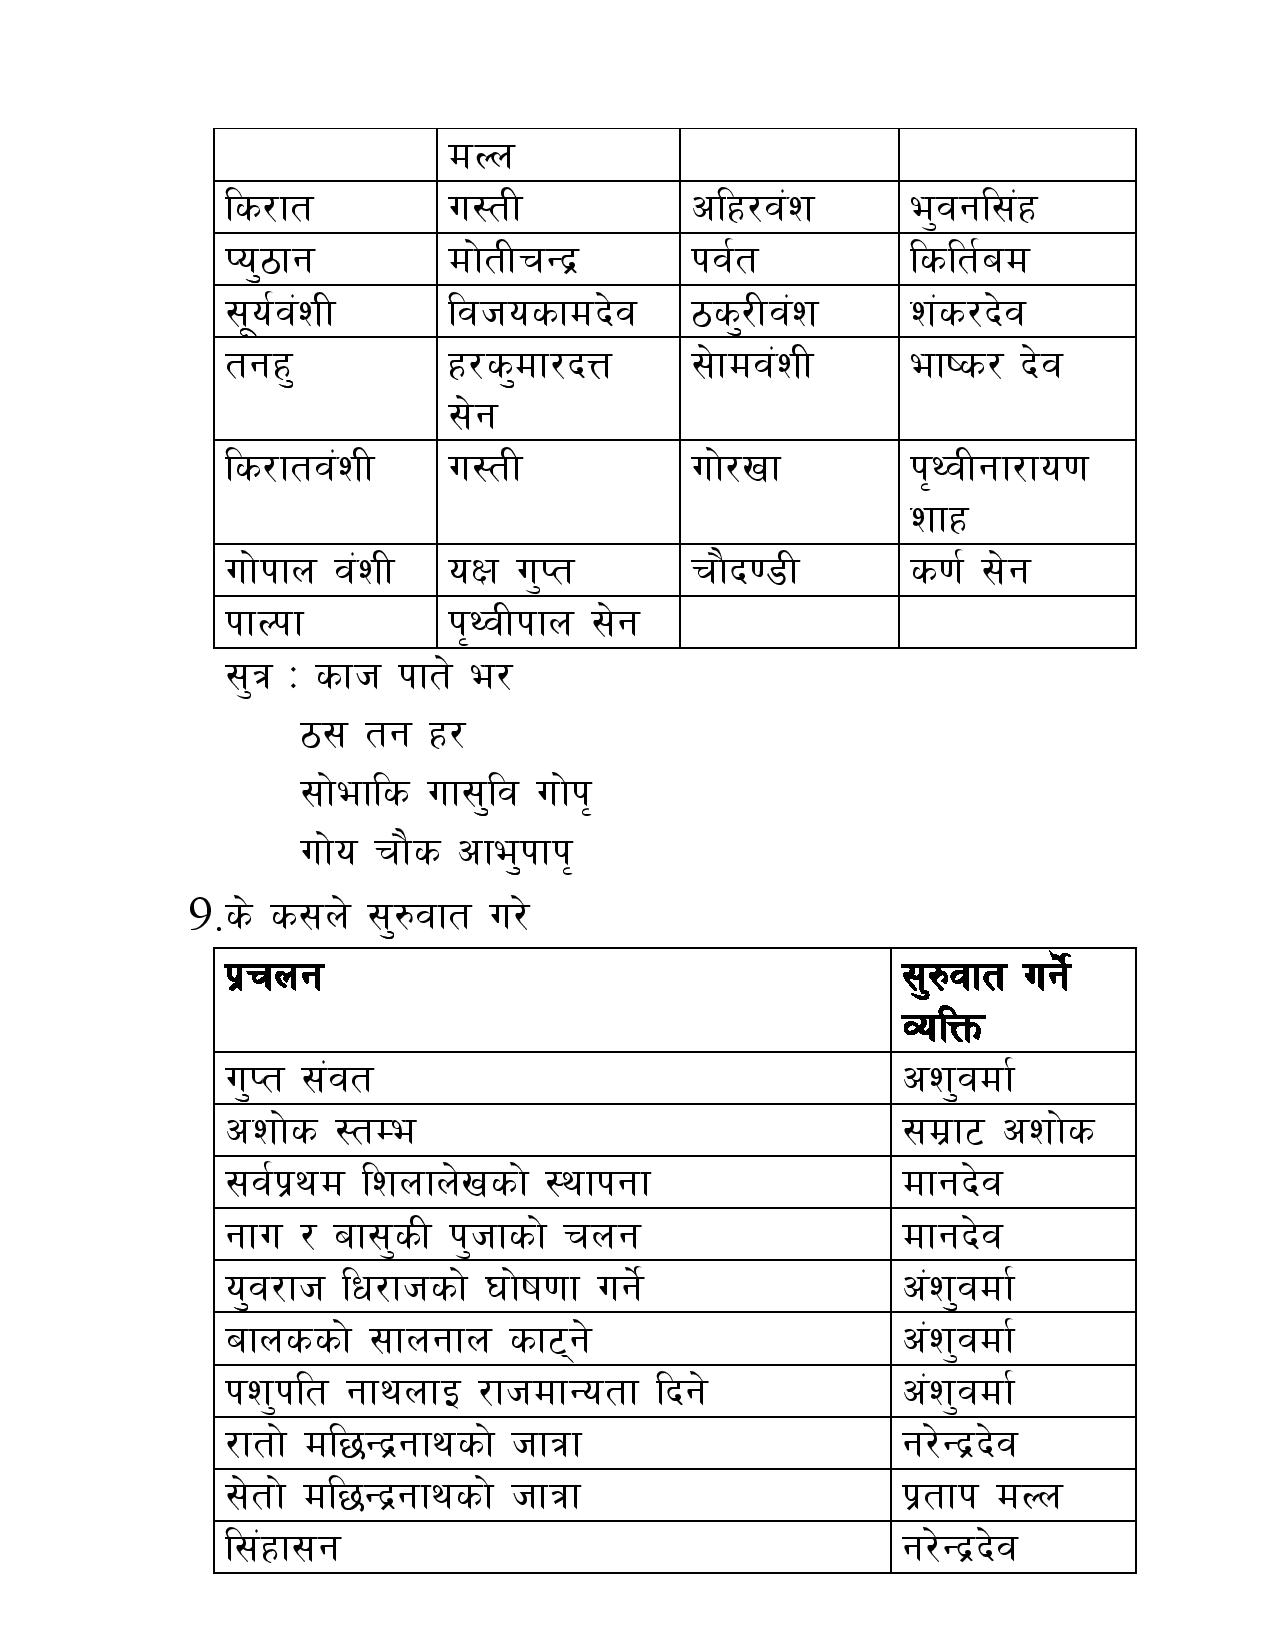 मल्ल
किरात गस्ती अहिरवंश भुवनसिंह
प्युठान मोतीचन्द्र पर्वत किर्तिबम
सूर्यवंशी विजयकामदेव ठकुरीवंश शंकरदेव
तनहु हरकुमारदत्त सोमवंशी भाष्कर देव
सेन
किरातवंशी गस्ती गोरखा पृथ्वीनारायण
शाह
गोपाल वंशी यक्ष गुप्त चौदण्डी कर्ण सेन
पाल्पा पृथ्वीपाल सेन
सुत्र : काज पाते भर
ठस तन हर
सोभाकि गासुवि गोपृ
गोय चौक आभुपापृ
9.के कसले सुरुवात गरे
प्रचलन सुरुवात गर्ने
व्यक्ति
गुप्त संवत अशुवर्मा
अशोक स्तम्भ सम्राट अशोक
सर्वप्रथम शिलालेखको स्थापना मानदेव
नाग र बासुकी पुजाको चलन मानदेव
युवराज धिराजको घोषणा गर्ने अंशुवर्मा
बालकको सालनाल काट्ने अंशुवर्मा
पशुपति नाथलाइ राजमान्यता दिने अंशुवर्मा
रातो मछिन्द्रनाथको जात्रा नरेन्द्रदेव
सेतो मछिन्द्रनाथको जात्रा प्रताप मल्ल
सिंहासन नरेन्द्रदेव